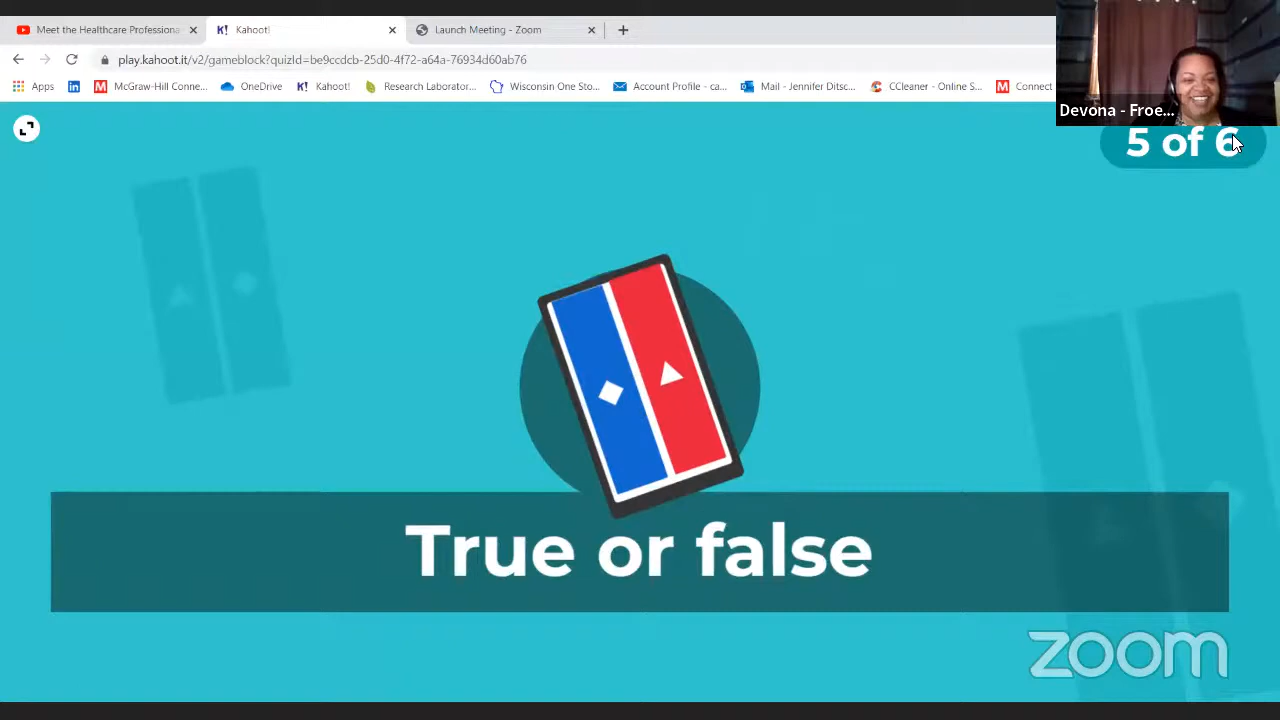 Meet the Healthcare Professiona
Kahoot!
Launch Meeting - Zoom
play.kahoot.it/v2/gameblock?quizId=be9ccdcb-25d0-4f72-a64a-76934d60ab76
Apps
McGraw-Hill Conne...
OneDrive
K! Kahoot!
Research Laborator...
Wisconsin One Sto...
Account Profile - ca...
Mail - Jennifer Ditsc...
CCleaner - Online S...
Connect
Devona - Froe...
5 of 6
True or false
zoom